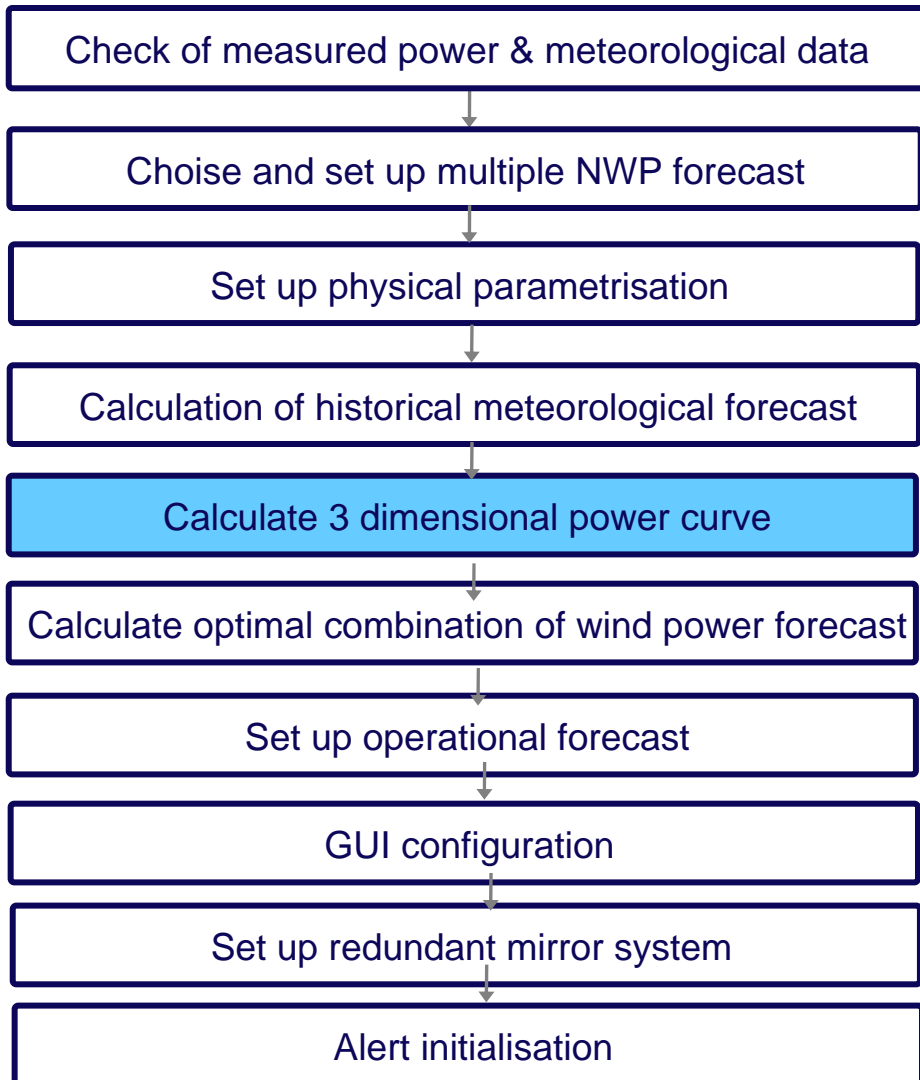 Check of measured power & meteorological data
Choise and set up multiple NWP forecast
Set up physical parametrisation
Calculation of historical meteorological forecast
Calculate 3 dimensional power curve
Calculate optimal combination of wind power forecast
Set up operational forecast
GUI configuration
Set up redundant mirror system
Alert initialisation